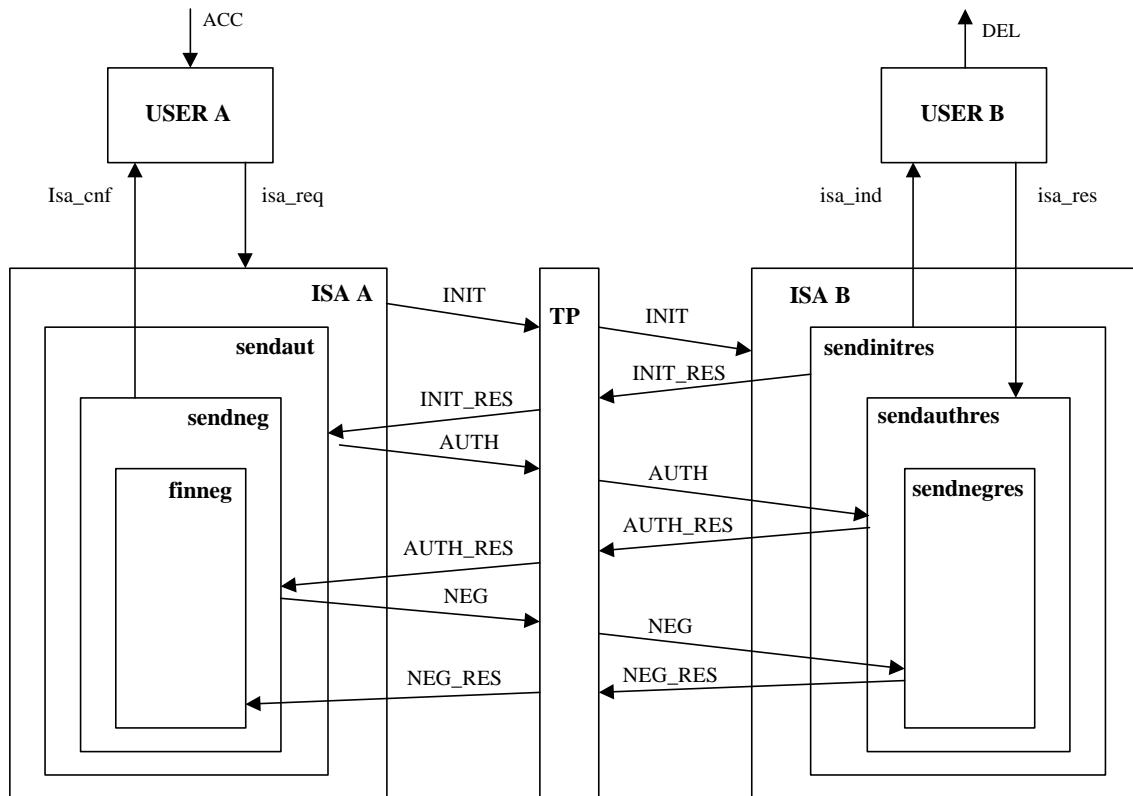 ACC
DEL
USER A
USER B
Isa_cnf
isa_req
isa_ind
isa_res
ISA A
INIT
TP
INIT
ISA B
sendaut
sendinitres
INIT_RES
INIT_RES
sendneg
AUTH
sendauthres
finneg
AUTH
sendnegres
AUTH_RES
AUTH_RES
NEG
NEG
NEG_RES
NEG_RES